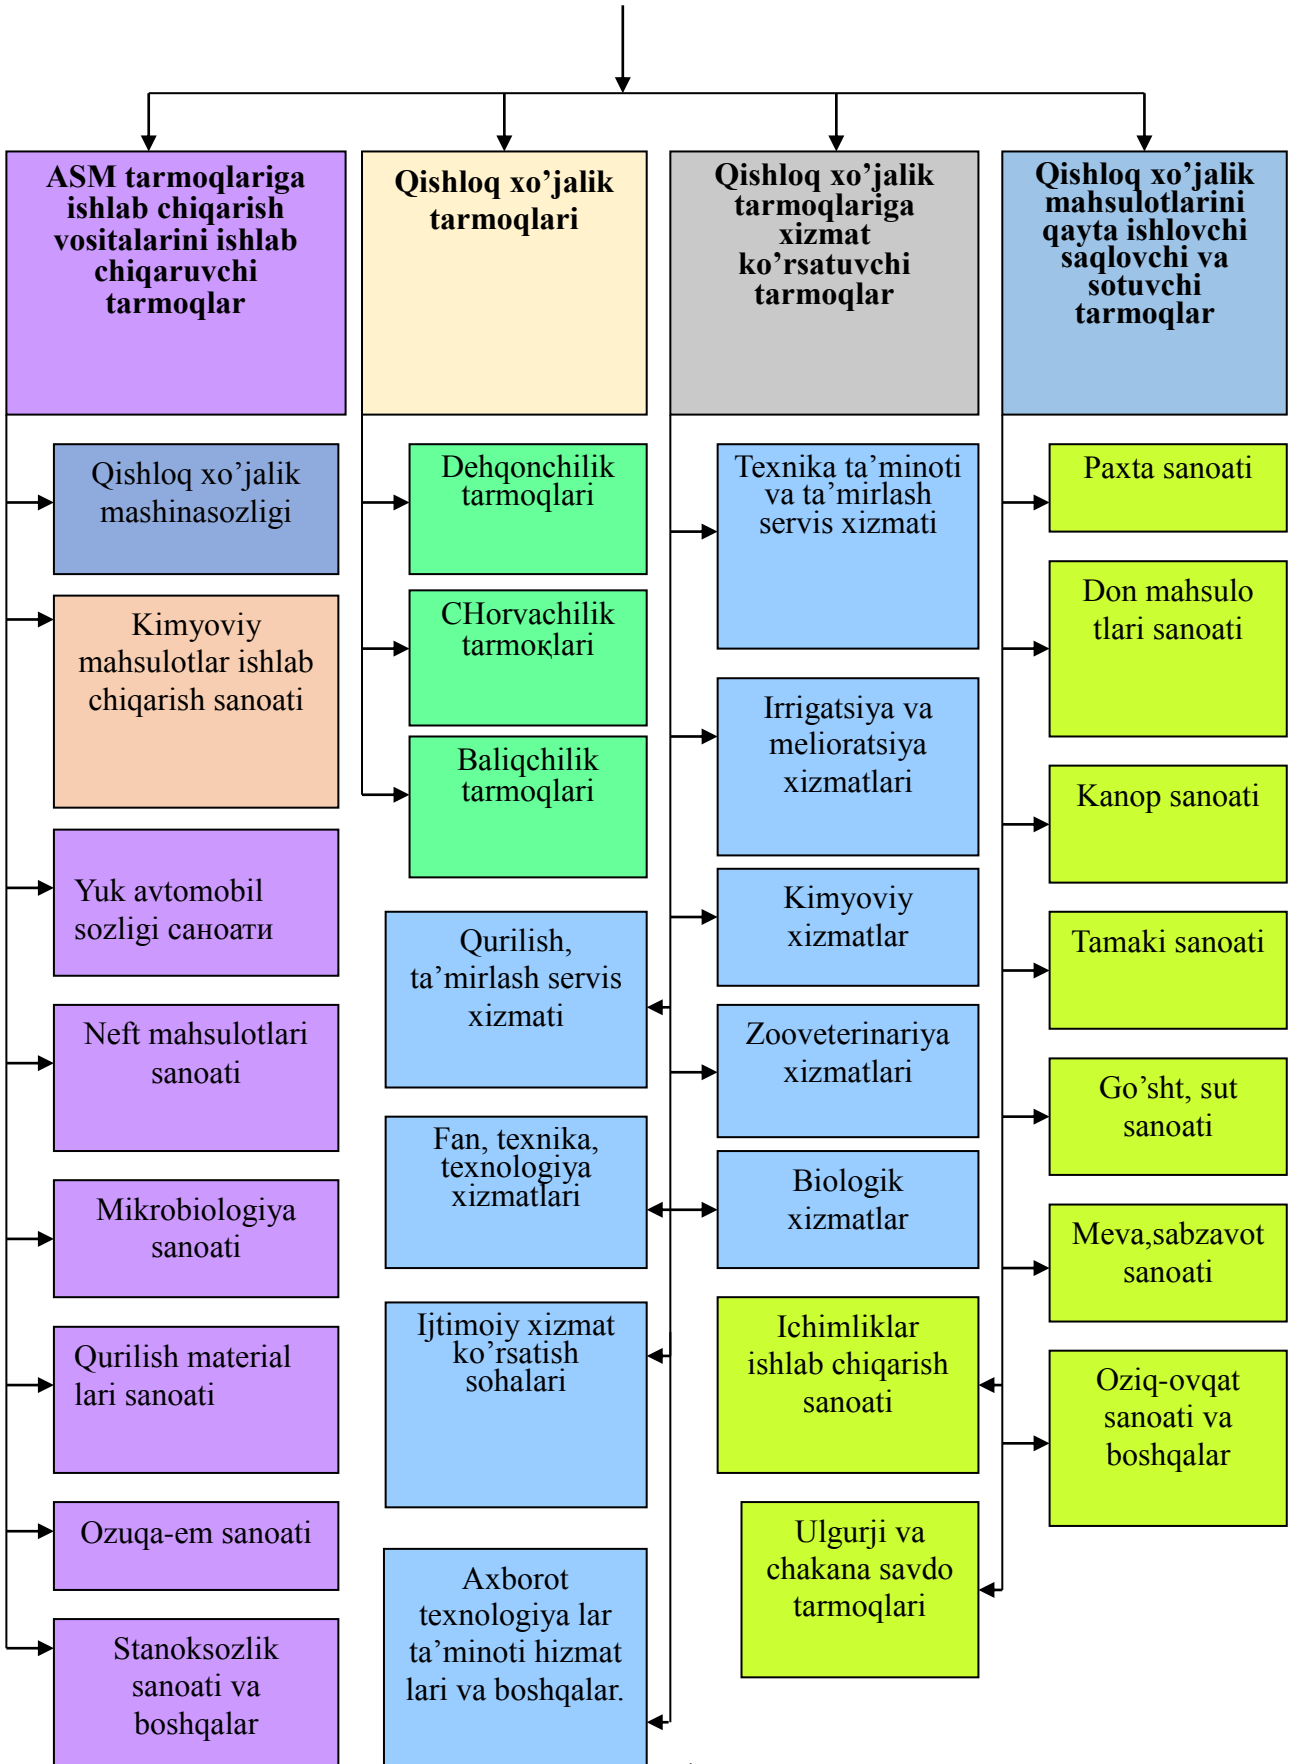 ASM tarmoqlariga
ishlab chiqarish
vositalarini ishlab
chiqaruvchi
tarmoqlar
Qishloq xo’jalik
tarmoqlari
Qishloq xo’jalik
tarmoqlariga
xizmat
ko’rsatuvchi
tarmoqlar
Qishloq xo’jalik
mahsulotlarini
qayta ishlovchi
saqlovchi va
sotuvchi
tarmoqlar
Qishloq xo’jalik
mashinasozligi
Kimyoviy
mahsulotlar ishlab
chiqarish sanoati
Yuk avtomobil
sozligi саноати
Neft mahsulotlari
sanoati
Mikrobiologiya
sanoati
Qurilish material
lari sanoati
Ozuqa-em sanoati
Stanoksozlik
sanoati va
boshqalar
Dehqonchilik
tarmoqlari
CHorvachilik
tarmoқlari
Baliqchilik
tarmoqlari
Qurilish,
ta’mirlash servis
xizmati
Fan, texnika,
texnologiya
xizmatlari
Ijtimoiy xizmat
ko’rsatish
sohalari
Axborot
texnologiya lar
ta’minoti hizmat
lari va boshqalar.
Texnika ta’minoti
va ta’mirlash
servis xizmati
Irrigatsiya va
melioratsiya
xizmatlari
Kimyoviy
xizmatlar
Zooveterinariya
xizmatlari
Biologik
xizmatlar
Ichimliklar
ishlab chiqarish
sanoati
Ulgurji va
chakana savdo
tarmoqlari
Paxta sanoati
Don mahsulo
tlari sanoati
Kanop sanoati
Tamaki sanoati
Go’sht, sut
sanoati
Meva,sabzavot
sanoati
Oziq-ovqat
sanoati va
boshqalar